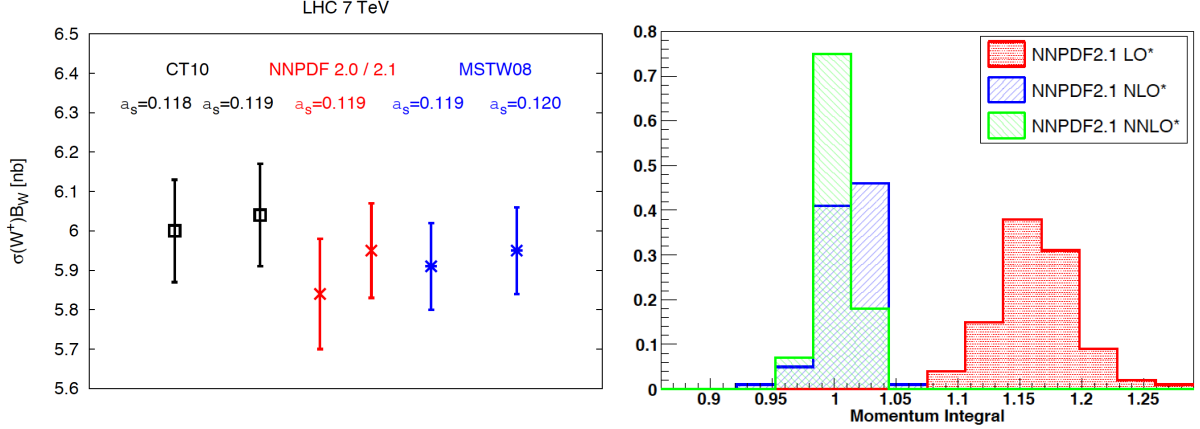 LHC 7 TeV
σ(W⁺)B_W [nb]
6.5
6.4
6.3
6.2
6.1
6
5.9
5.8
5.7
5.6
CT10 NNPDF 2.0 / 2.1 MSTW08
a_s=0.118 a_s=0.119 a_s=0.119 a_s=0.119 a_s=0.120
0.8
0.7
0.6
0.5
0.4
0.3
0.2
0.1
0
NNPDF2.1 LO*
NNPDF2.1 NLO*
NNPDF2.1 NNLO*
0.9 0.95 1 1.05 1.1 1.15 1.2 1.25
Momentum Integral